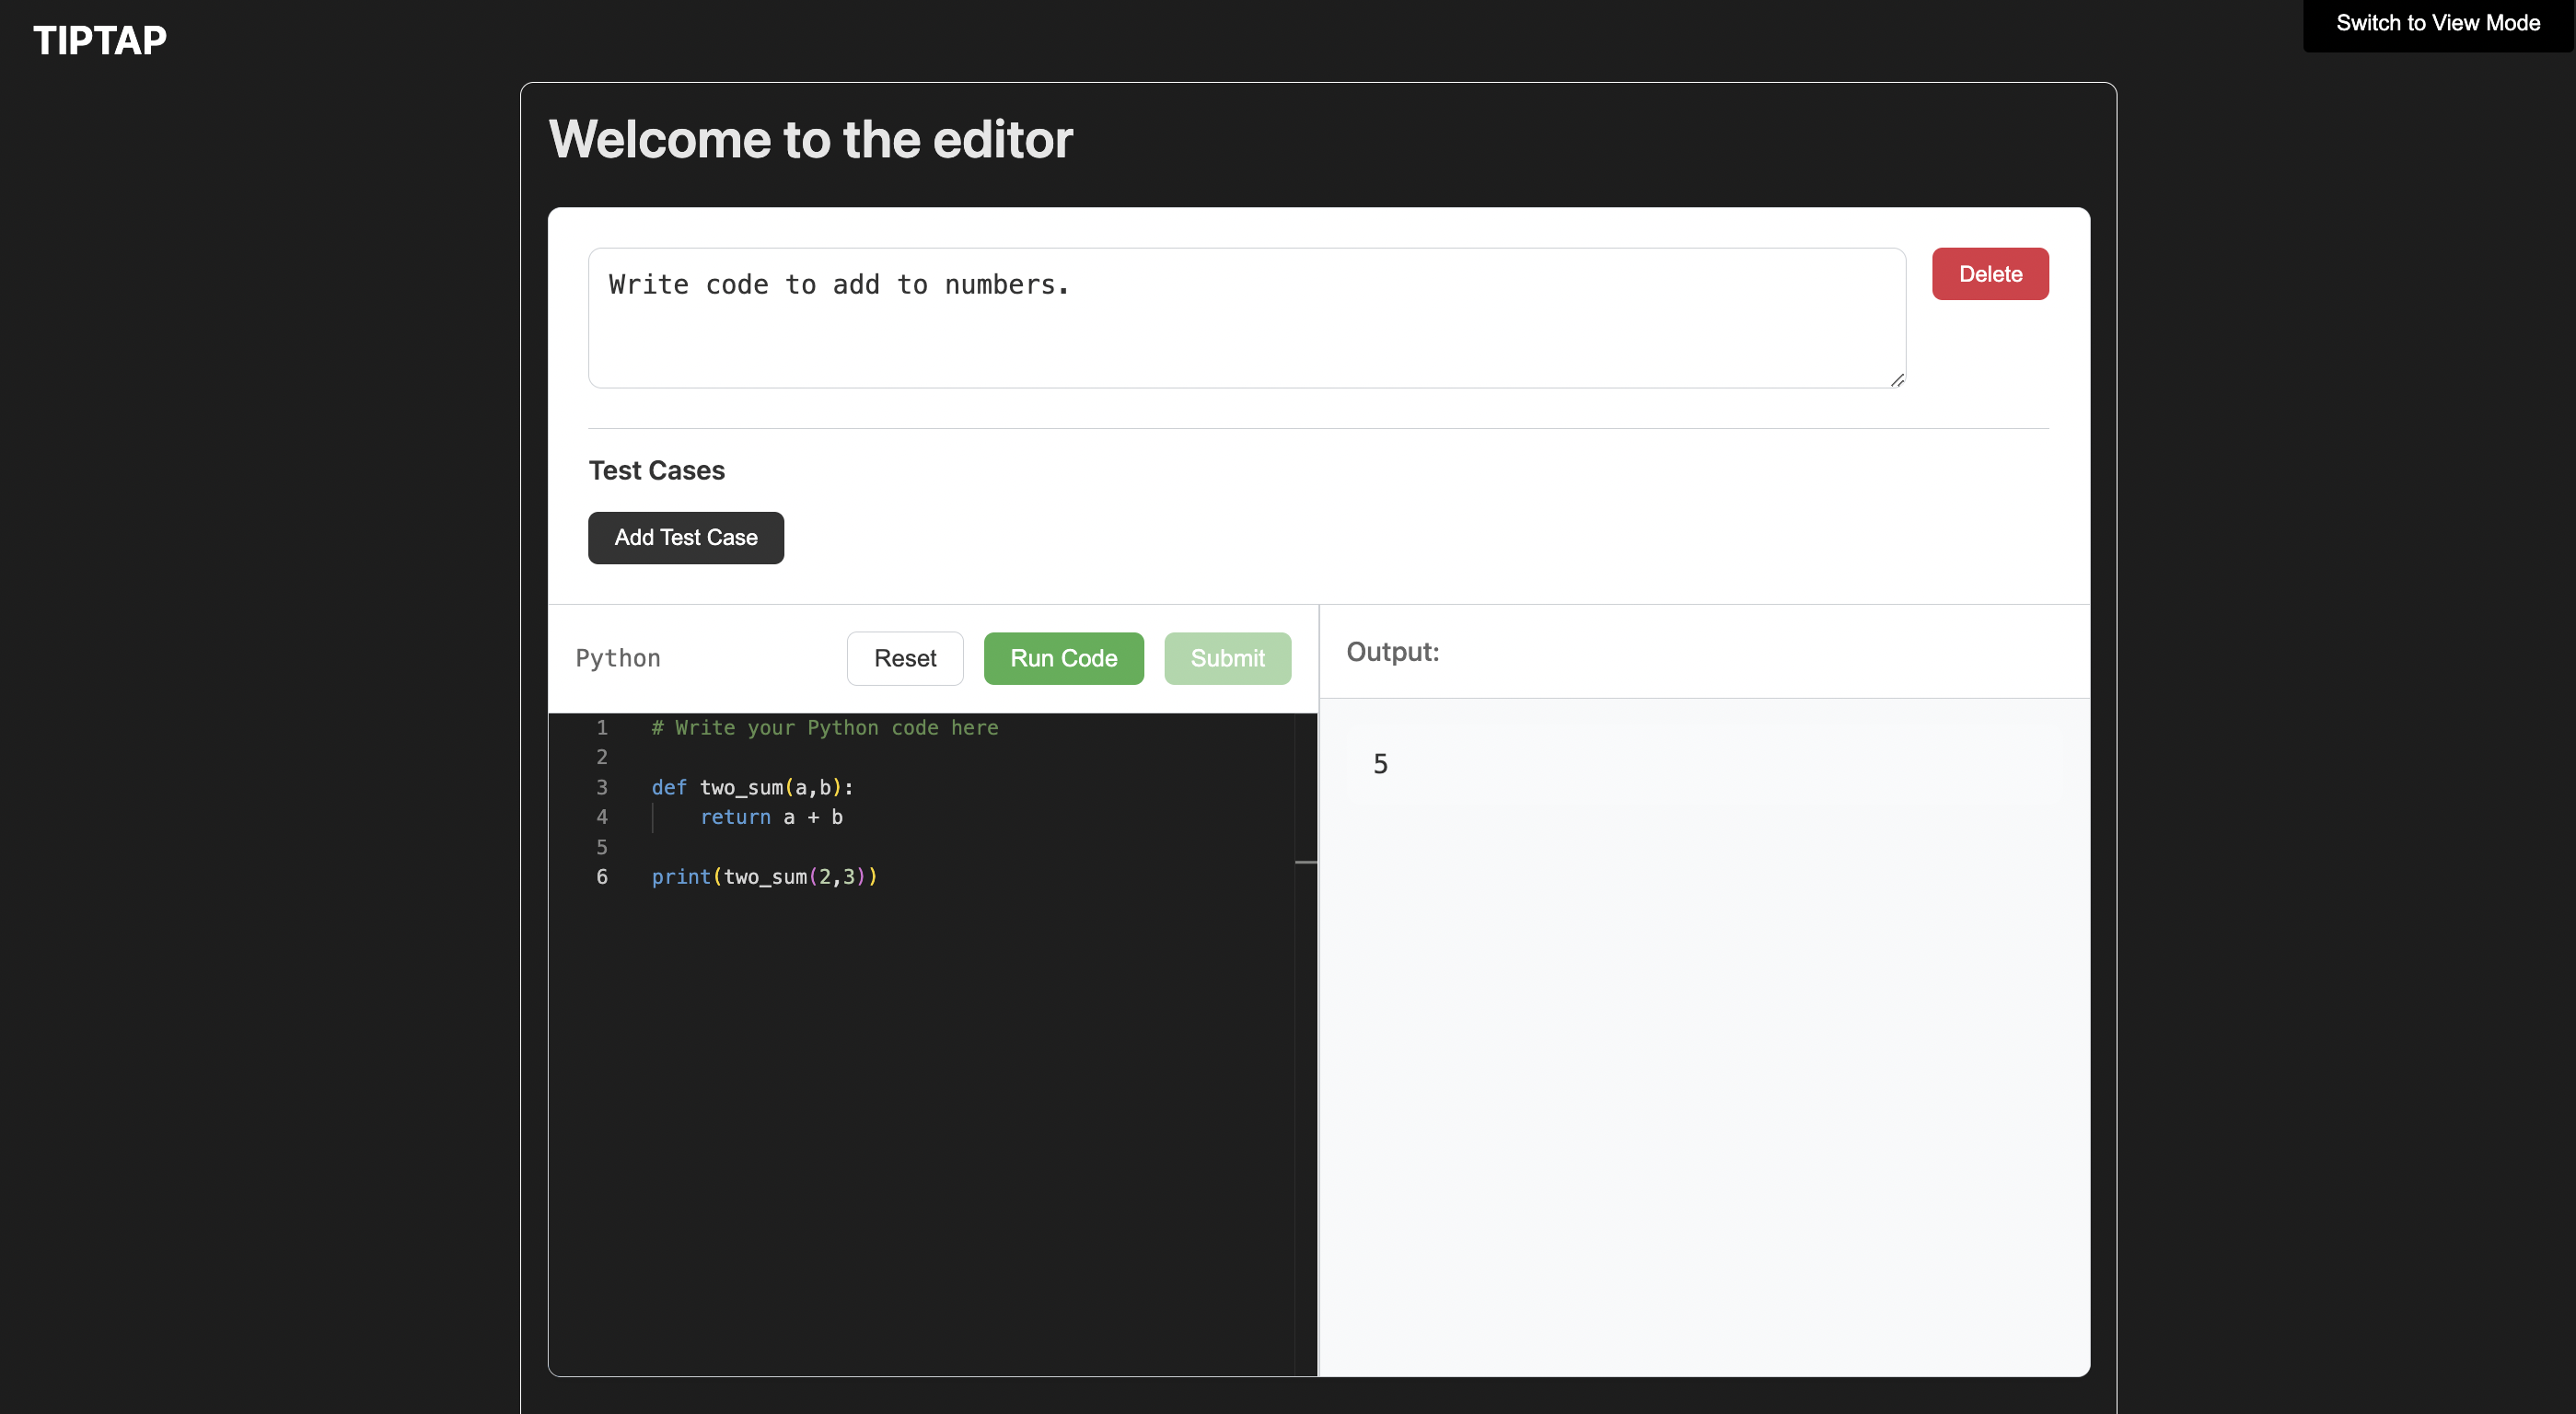 TIPTAP
Switch to View Mode
Welcome to the editor
Write code to add to numbers.
Delete
Test Cases
Add Test Case
Python
Reset
Run Code
Submit
Output:
1 # Write your Python code here
2
3 def two_sum(a,b):
4     return a + b
5
6 print(two_sum(2,3))
5